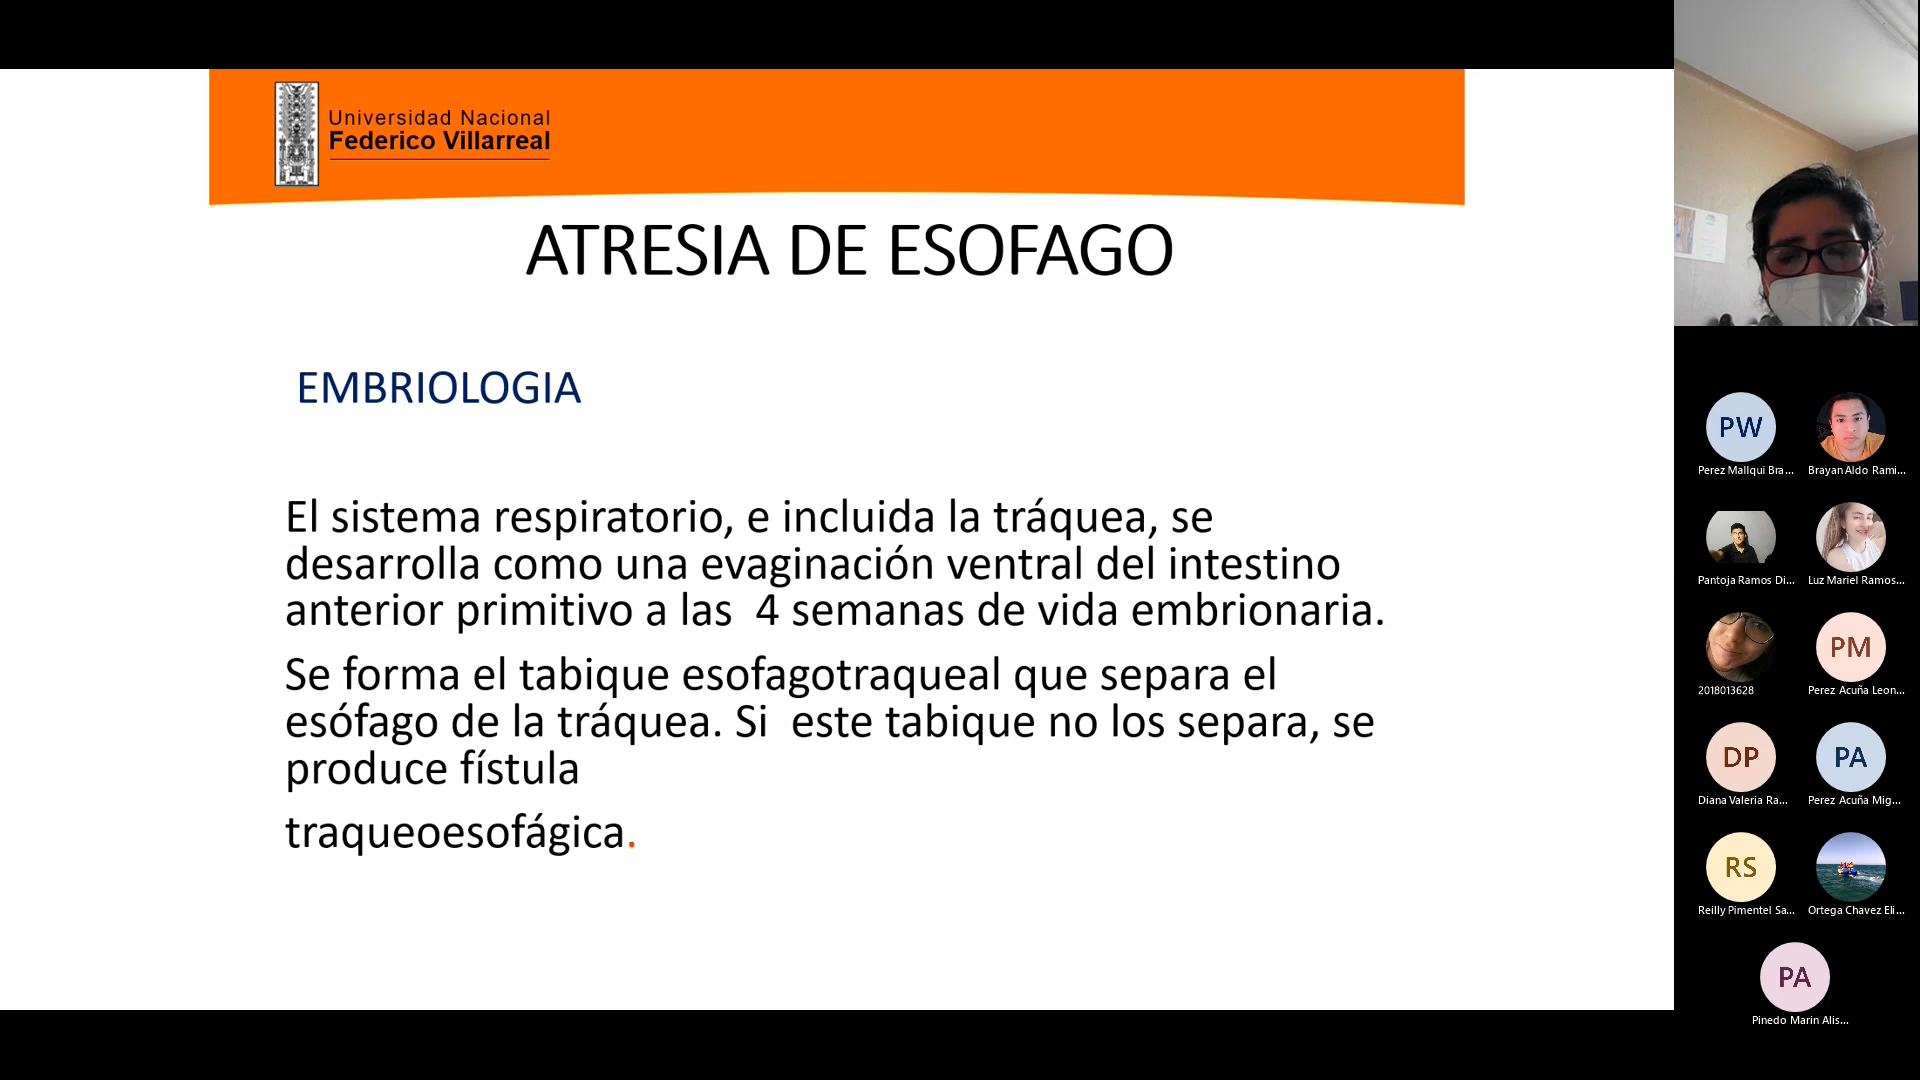 Universidad Nacional
Federico Villarreal
ATRESIA DE ESOFAGO
EMBRIOLOGIA
El sistema respiratorio, e incluida la tráquea, se
desarrolla como una evaginación ventral del intestino
anterior primitivo a las  4 semanas de vida embrionaria.
Se forma el tabique esofagotraqueal que separa el
esófago de la tráquea. Si  este tabique no los separa, se
produce fístula
traqueoesofágica.
PW
Perez Mallqui Bra...
Brayan Aldo Rami...
Pantoja Ramos Di...
Luz Mariel Ramos...
2018013628
PM
Perez Acuña Leon...
DP
Diana Valeria Ra...
PA
Perez Acuña Mig...
RS
Reilly Pimentel Sa...
Ortega Chavez Eli...
PA
Pinedo Marin Alis...